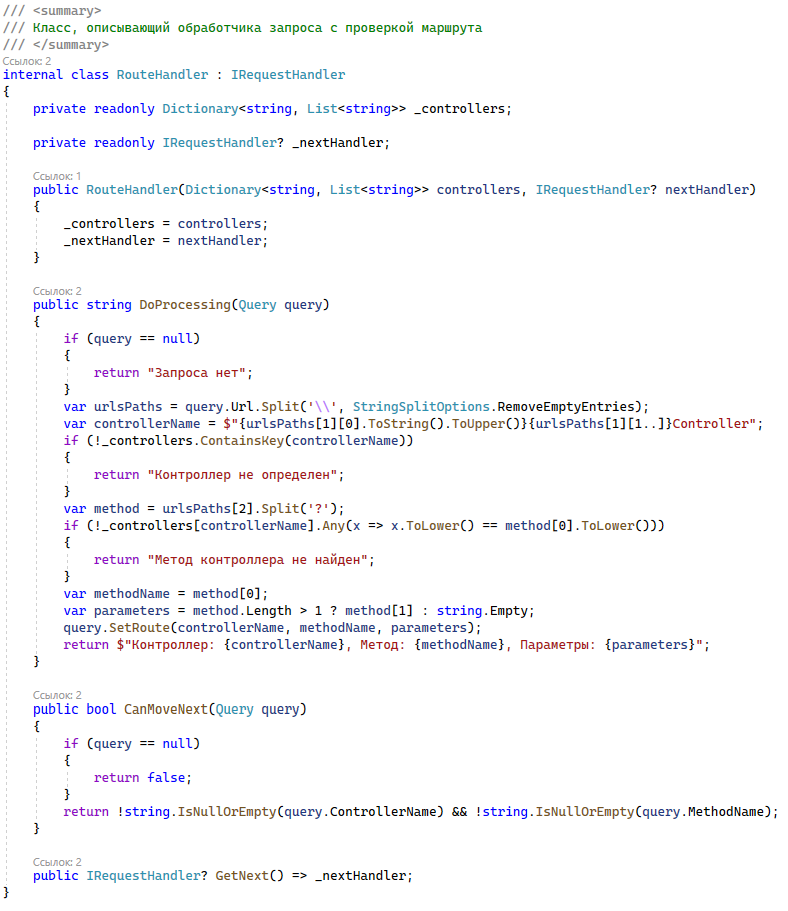 /// <summary>
/// Класс, описывающий обработчика запроса с проверкой маршрута
/// </summary>
Ссылок: 2
internal class RouteHandler : IRequestHandler
{
    private readonly Dictionary<string, List<string>> _controllers;

    private readonly IRequestHandler? _nextHandler;

    Ссылок: 1
    public RouteHandler(Dictionary<string, List<string>> controllers, IRequestHandler? nextHandler)
    {
        _controllers = controllers;
        _nextHandler = nextHandler;
    }

    Ссылок: 2
    public string DoProcessing(Query query)
    {
        if (query == null)
        {
            return "Запроса нет";
        }
        var urlsPaths = query.Url.Split('\\', StringSplitOptions.RemoveEmptyEntries);
        var controllerName = $"{urlsPaths[1][0].ToString().ToUpper()}{urlsPaths[1][1..]}Controller";
        if (!_controllers.ContainsKey(controllerName))
        {
            return "Контроллер не определен";
        }
        var method = urlsPaths[2].Split('?');
        if (!_controllers[controllerName].Any(x => x.ToLower() == method[0].ToLower()))
        {
            return "Метод контроллера не найден";
        }
        var methodName = method[0];
        var parameters = method.Length > 1 ? method[1] : string.Empty;
        query.SetRoute(controllerName, methodName, parameters);
        return $"Контроллер: {controllerName}, Метод: {methodName}, Параметры: {parameters}";
    }

    Ссылок: 2
    public bool CanMoveNext(Query query)
    {
        if (query == null)
        {
            return false;
        }
        return !string.IsNullOrEmpty(query.ControllerName) && !string.IsNullOrEmpty(query.MethodName);
    }

    Ссылок: 2
    public IRequestHandler? GetNext() => _nextHandler;
}